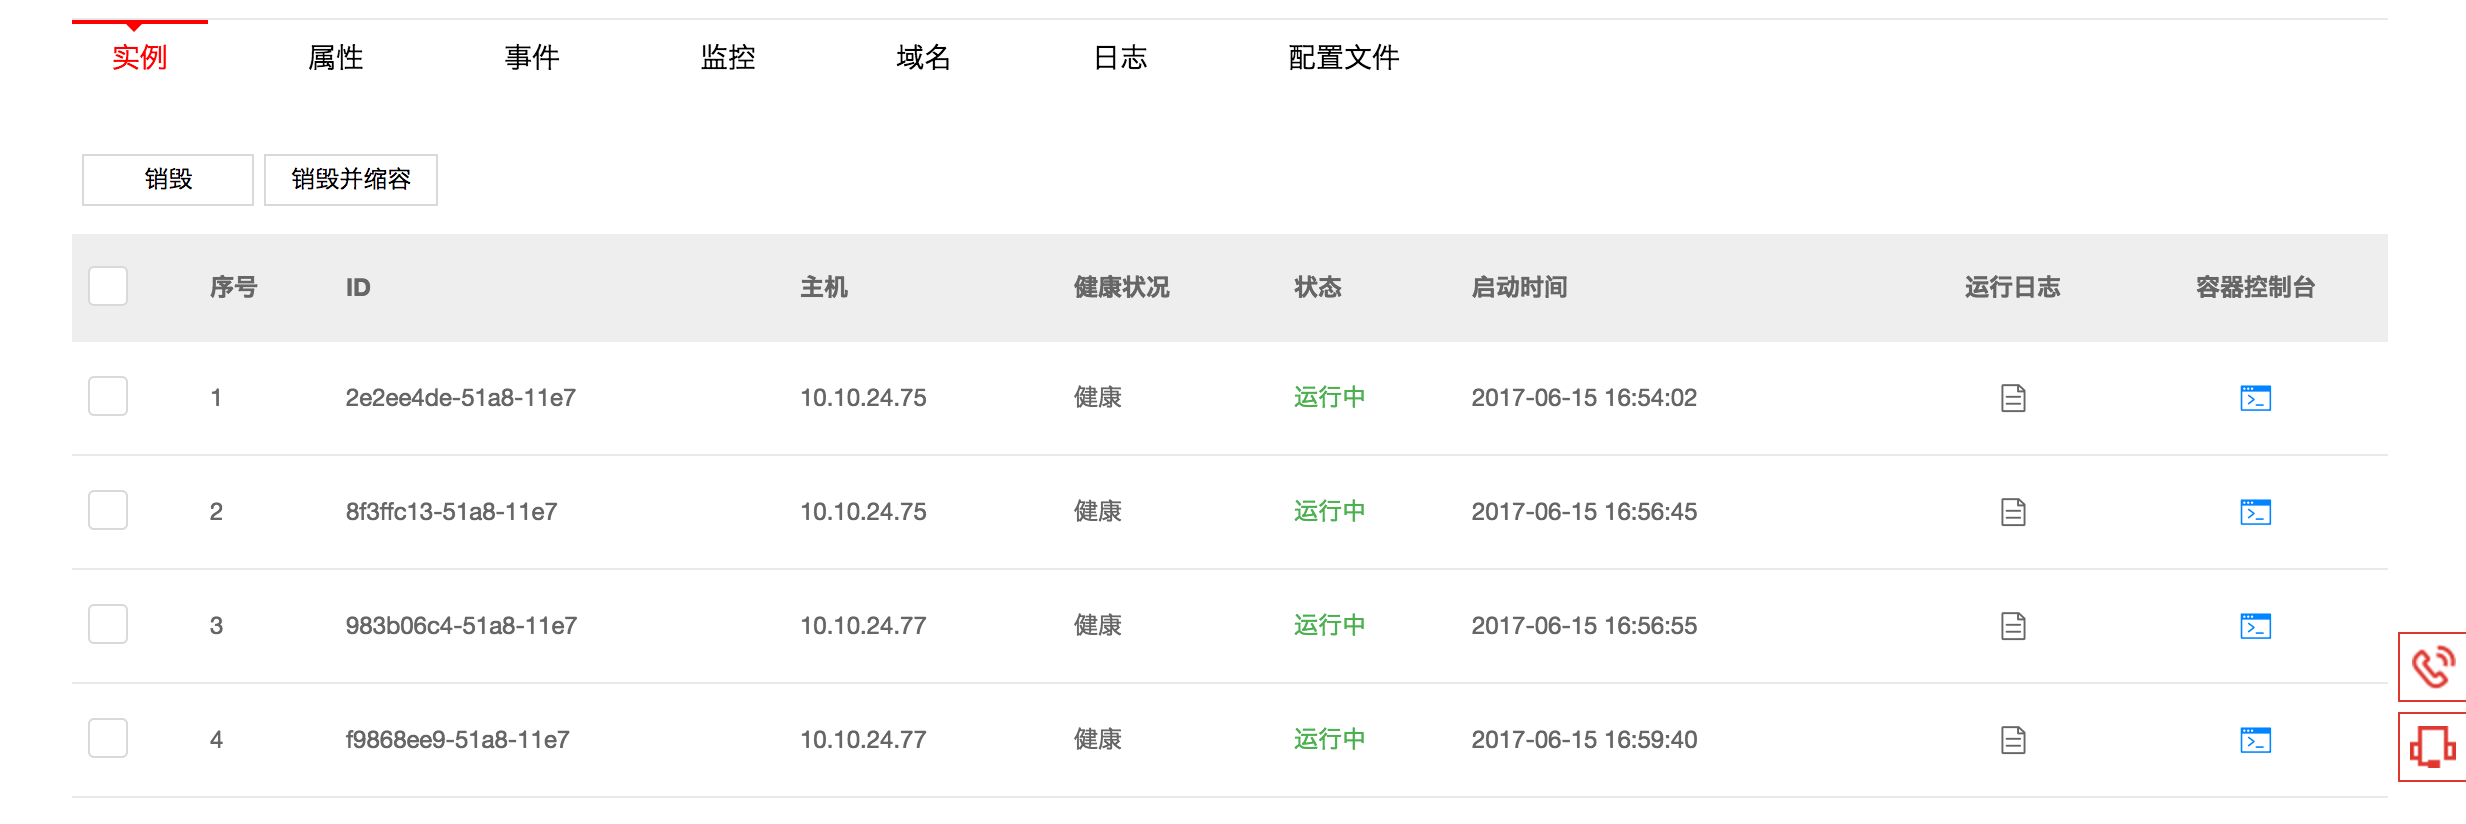 实例 属性 事件 监控 域名 日志 配置文件
销毁 销毁并缩容
序号 ID 主机 健康状况 状态 启动时间 运行日志 容器控制台
1 2e2ee4de-51a8-11e7 10.10.24.75 健康 运行中 2017-06-15 16:54:02
2 8f3ffc13-51a8-11e7 10.10.24.75 健康 运行中 2017-06-15 16:56:45
3 983b06c4-51a8-11e7 10.10.24.77 健康 运行中 2017-06-15 16:56:55
4 f9868ee9-51a8-11e7 10.10.24.77 健康 运行中 2017-06-15 16:59:40